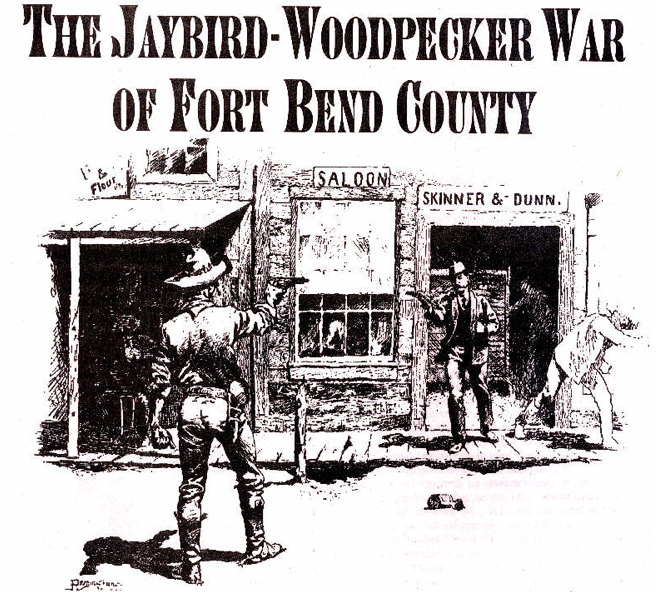 THE JAYBIRD-WOODPECKER WAR
OF FORT BEND COUNTY
& Flour
SALOON
SKINNER & DUNN.